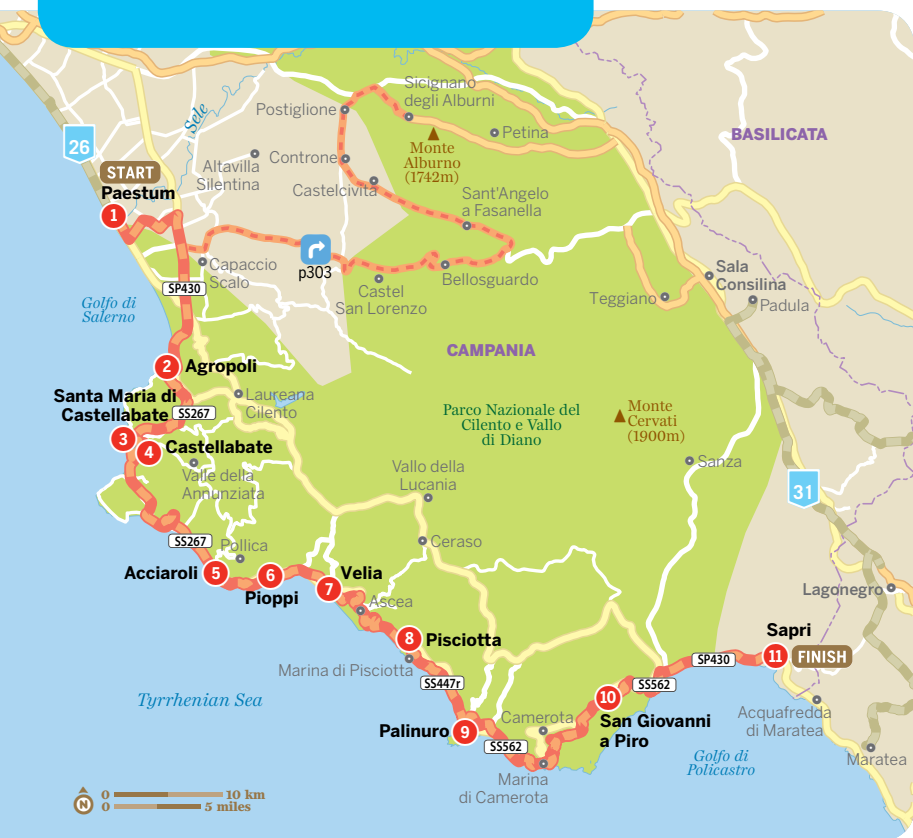 Sicignano
degli Alburni
Postiglione
Sele
Petina
BASILICATA
26
Monte
Alburno
(1742m)
Controne
Altavilla
Silentina
START
Paestum
1
Castelcivita
Sant'Angelo
a Fasanella
p303
Capaccio
Scalo
Bellosguardo
Castel
San Lorenzo
Sala
Consilina
Teggiano
Padula
SP430
Golfo di
Salerno
CAMPANIA
2
Agropoli
Santa Maria di
Castellabate
SS267
Laureana
Cilento
Parco Nazionale del
Cilento e Vallo
di Diano
Monte
Cervati
(1900m)
3
4
Castellabate
Valle della
Annunziata
Vallo della
Lucania
Sanza
31
SS267
Pollica
Ceraso
Acciaroli
5
6
Pioppi
7
Velia
Ascea
Lagonegro
8
Pisciotta
Marina di Pisciotta
SS447r
Sapri
11
FINISH
SP430
SS562
10
San Giovanni
a Piro
Tyrrhenian Sea
Palinuro
9
Camerota
SS562
Marina
di Camerota
Acquafredda
di Maratea
Golfo di
Policastro
Maratea
N
0
10 km
0
5 miles